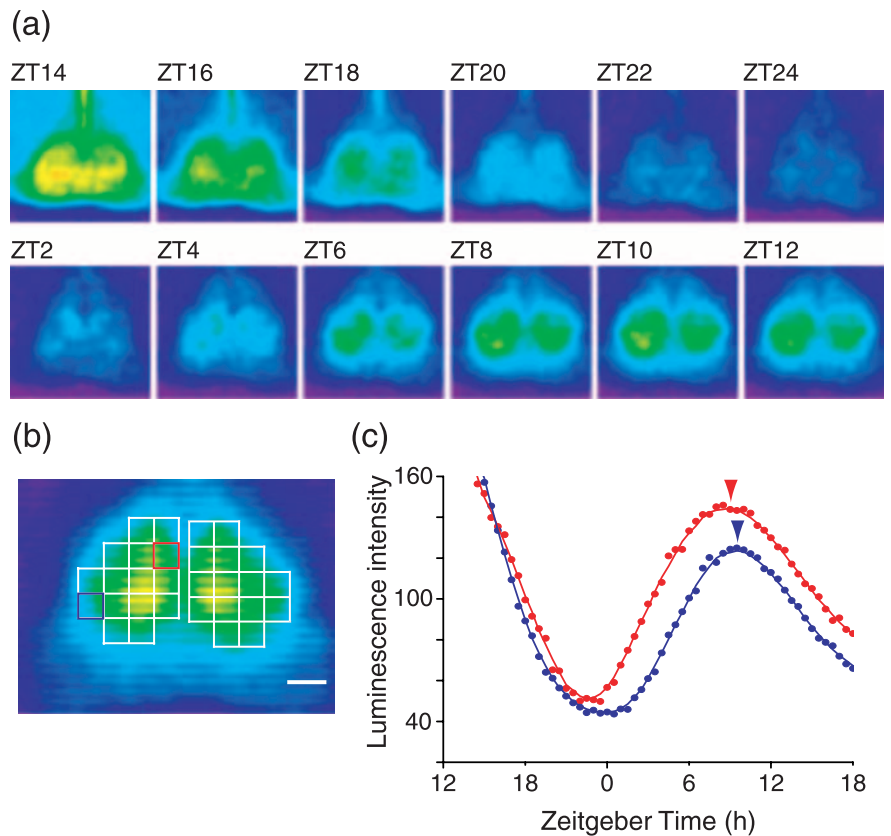 (a)
ZT14 ZT16 ZT18 ZT20 ZT22 ZT24
ZT2 ZT4 ZT6 ZT8 ZT10 ZT12
(b)
(c)
Luminescence intensity
160
100
40
12 18 0 6 12 18
Zeitgeber Time (h)